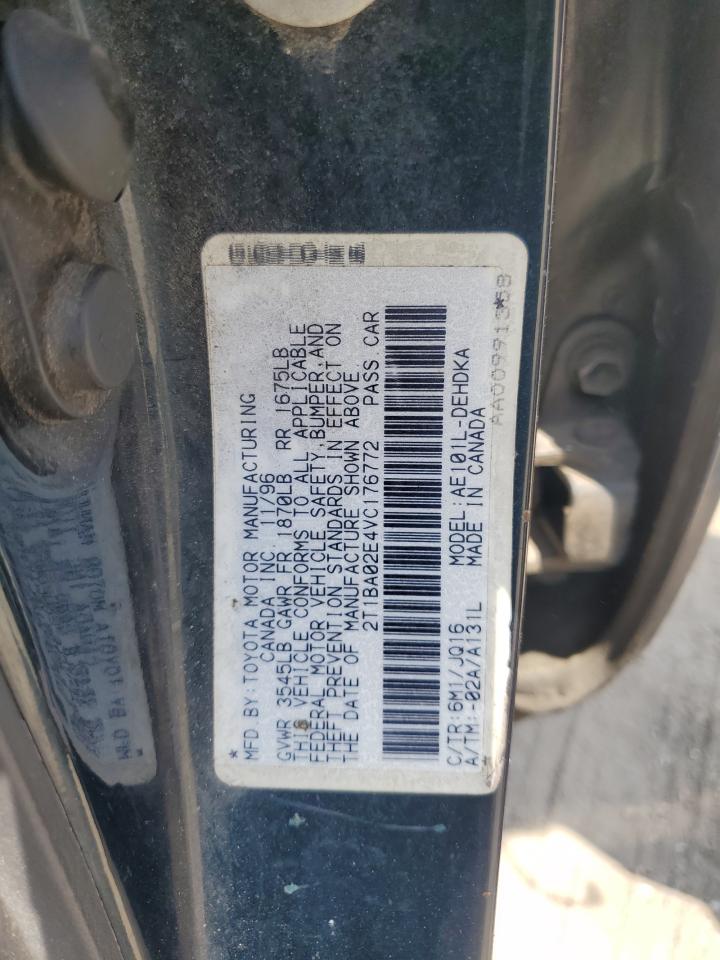 *
MFD. BY: TOYOTA MOTOR MANUFACTURING
CANADA INC. 11/96
GVWR 3545LB GAWR FR 1870LB RR 1675LB
THIS VEHICLE CONFORMS TO ALL APPLICABLE
FEDERAL MOTOR VEHICLE SAFETY, BUMPER, AND
THEFT PREVENTION STANDARDS IN EFFECT ON
THE DATE OF MANUFACTURE SHOWN ABOVE.
2T1BA02E4VC176772 PASS.CAR
C/TR: 6M1/JQ16 MODEL: AE101L-DEHDKA
A/TM: -02A/A131L MADE IN CANADA
*
*